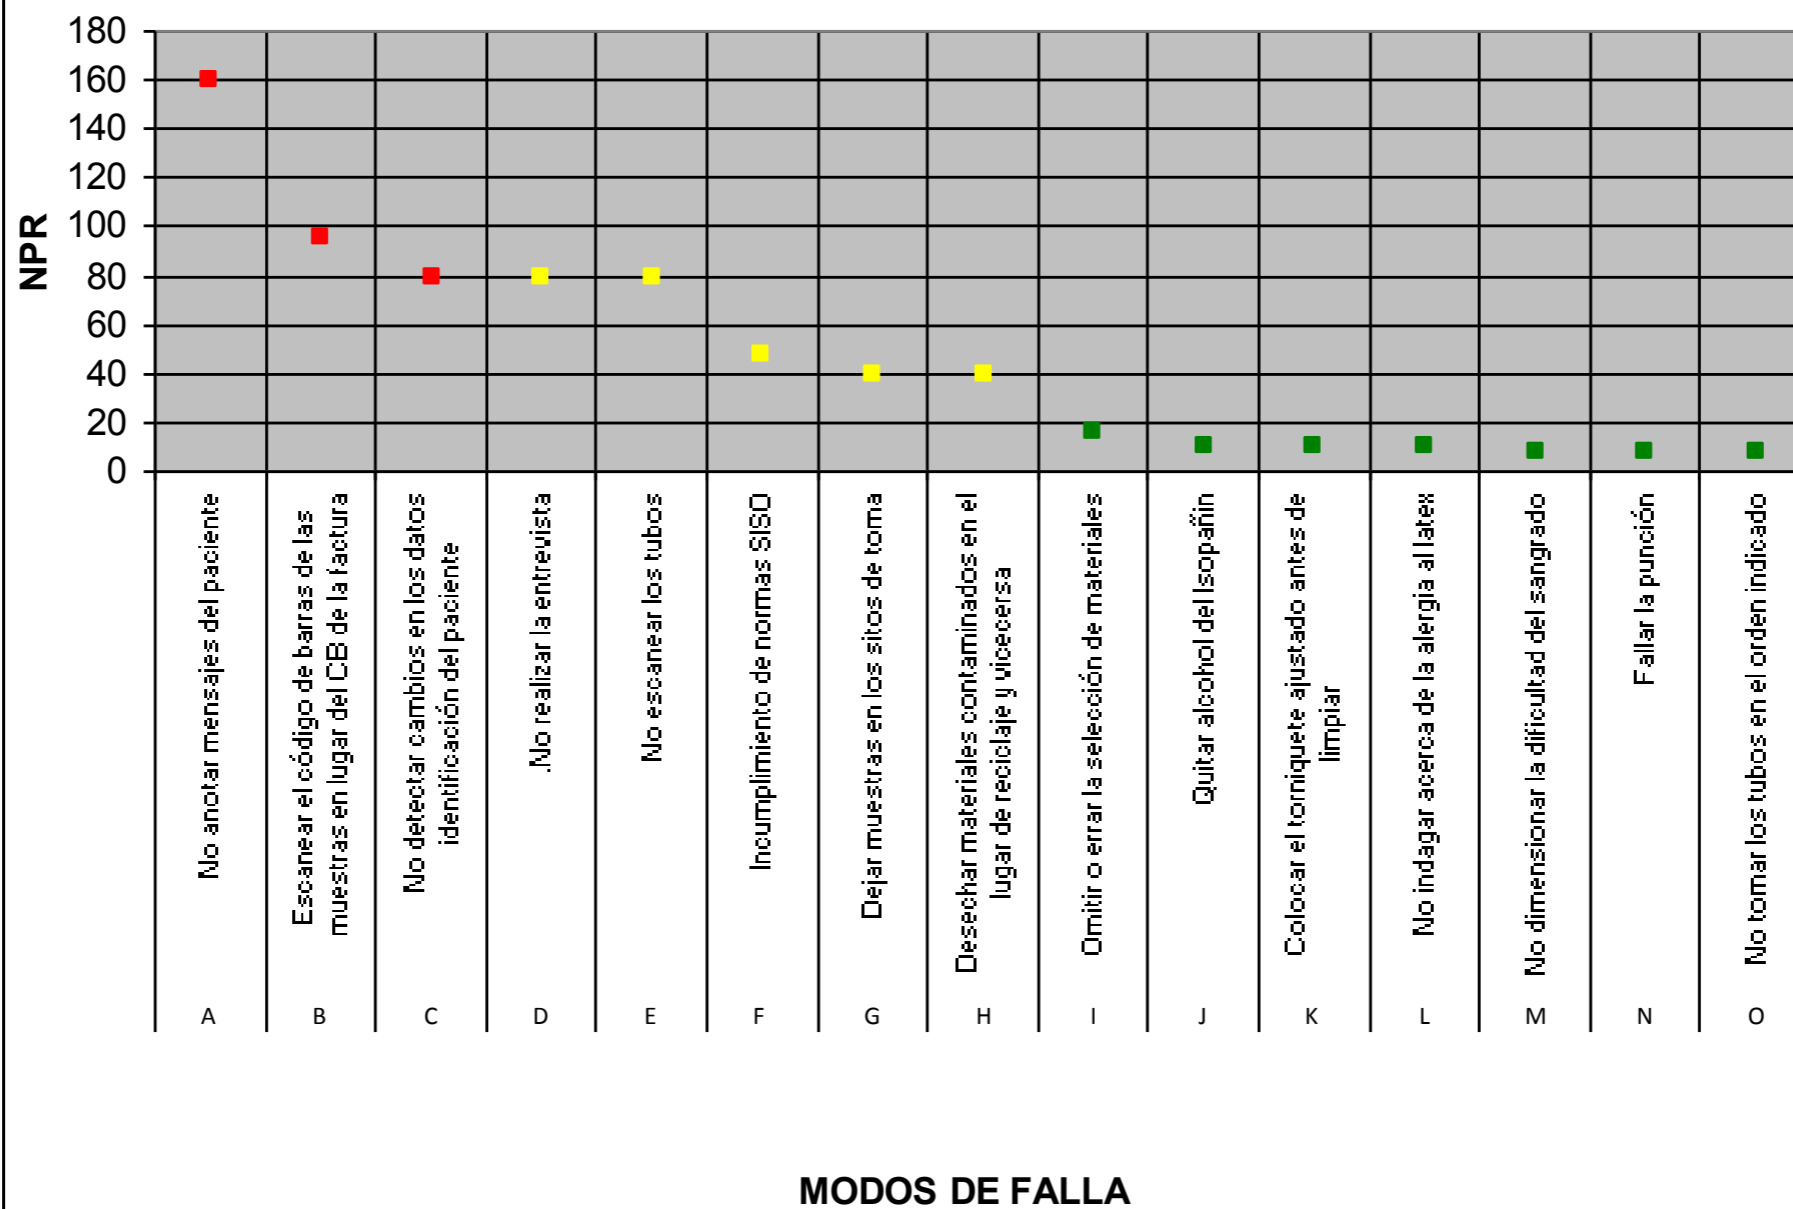 180
160
140
120
100
80
60
40
20
0
NPR
No anotar mensajes del paciente
Escanear el código de barras de las
muestras en lugar del CB de la factura
No detectar cambios en los datos
identificación del paciente
.No realizar la entrevista
No escanear los tubos
Incumplimiento de normas SISO
Dejar muestras en los sitos de toma
Desechar materiales contaminados en el
lugar de reciclaje y vicecersa
Omitir o errar la selección de materiales
Quitar alcohol del Isopañin
Colocar el torniquete ajustado antes de
limpiar
No indagar acerca de la alergia al latex
No dimensionar la dificultad del sangrado
Fallar la punción
No tomar los tubos en el orden indicado
A
B
C
D
E
F
G
H
I
J
K
L
M
N
O
MODOS DE FALLA